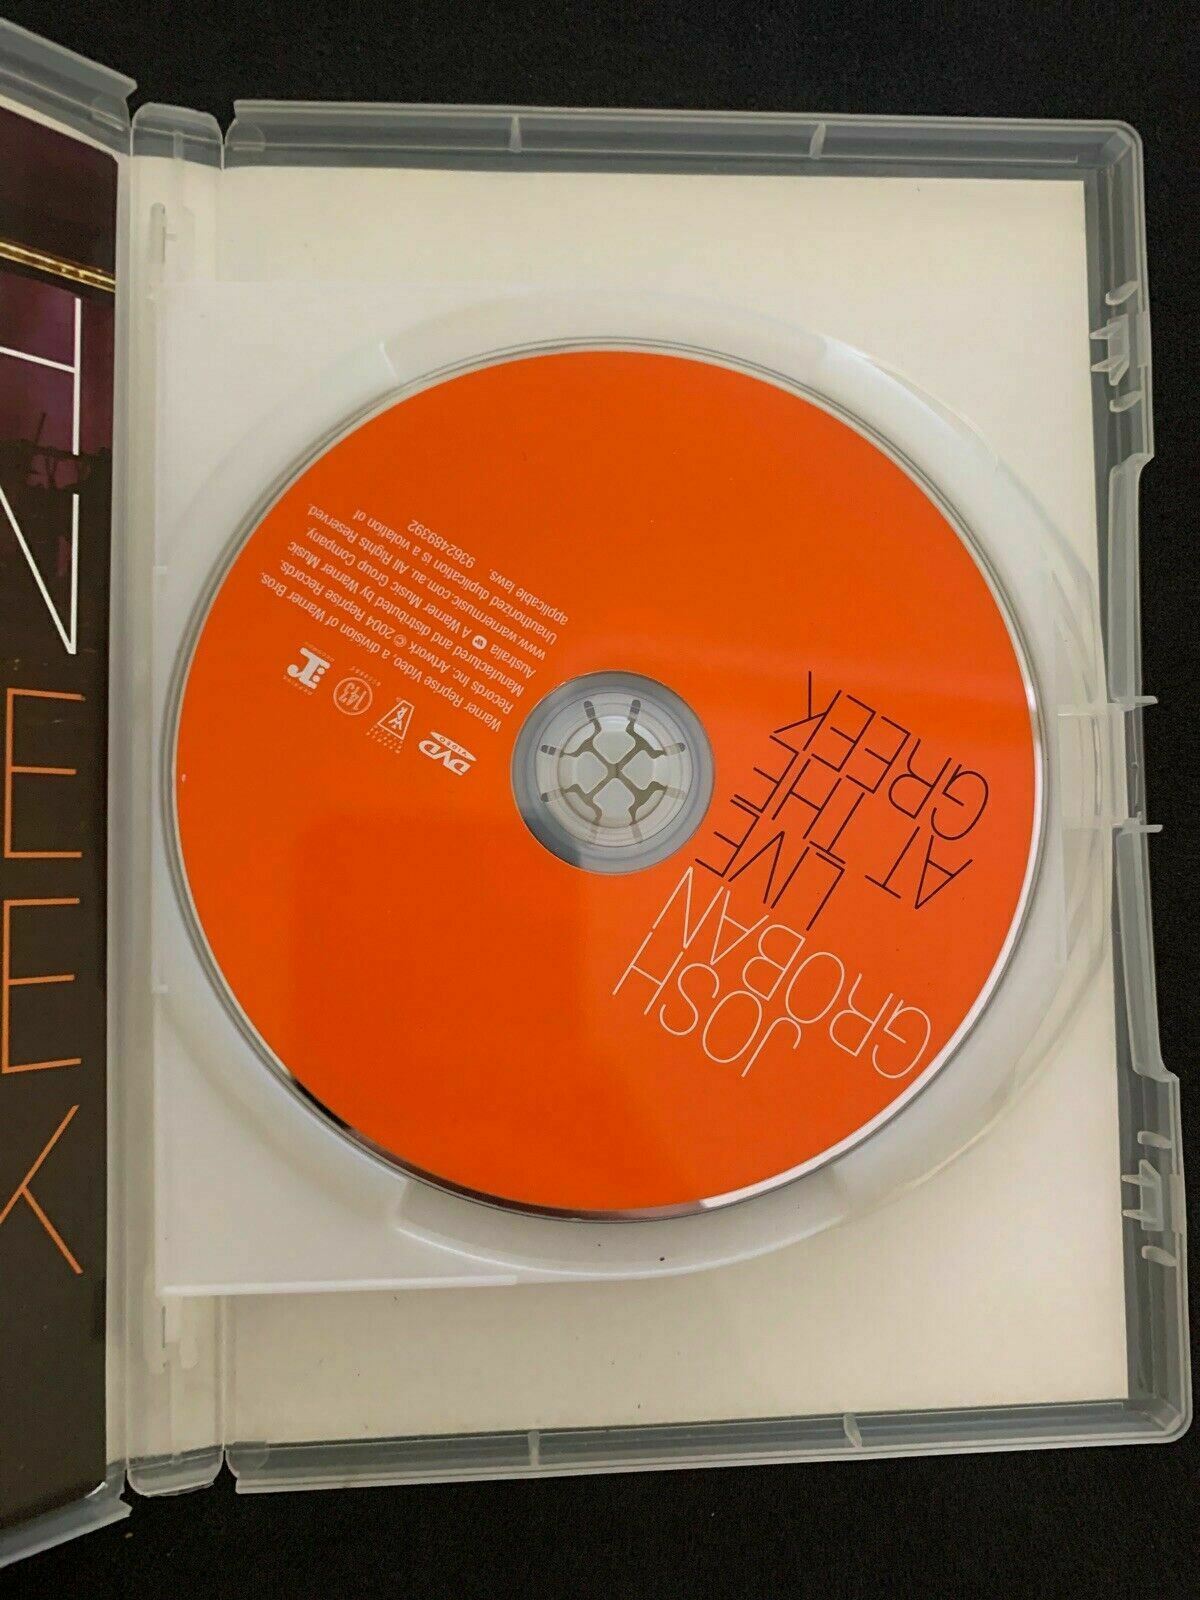 JOSH
GROBAN
LIVE
AT THE
GREEK
DVD
VIDEO
Warner Reprise Video, a division of Warner Bros.
Records Inc. Artwork © 2004 Reprise Records.
Manufactured and distributed by Warner Music
Australia A Warner Music Group Company.
www.warnermusic.com.au. All Rights Reserved.
Unauthorized duplication is a violation of
applicable laws. 9362489392
143
N
EEK